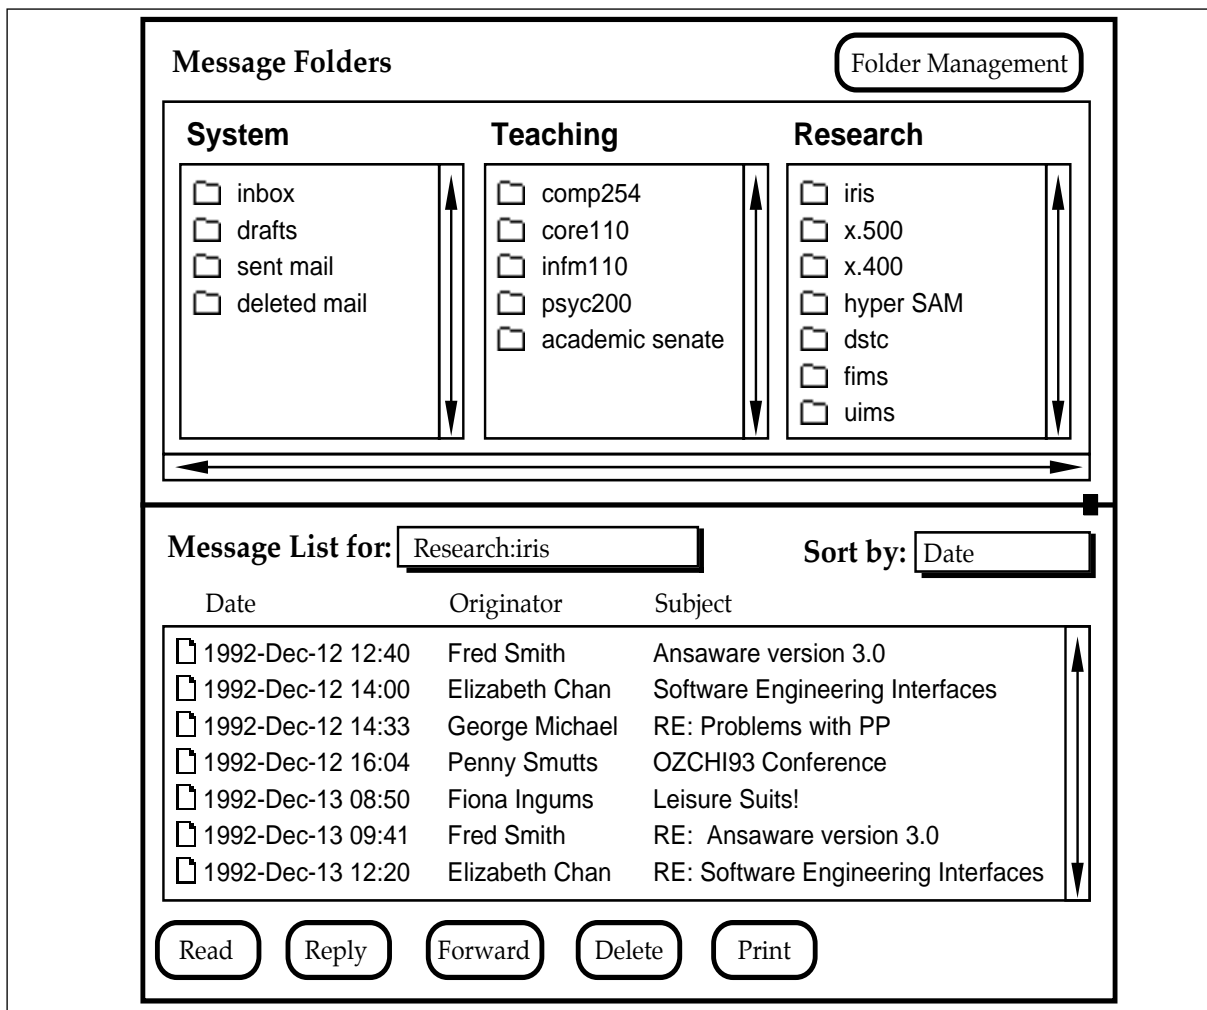 Message Folders Folder Management
System Teaching Research
inbox comp254 iris
drafts core110 x.500
sent mail infm110 x.400
deleted mail psyc200 hyper SAM
academic senate dstc
fims
uims
Message List for: Research:iris Sort by: Date
Date Originator Subject
1992-Dec-12 12:40 Fred Smith Ansaware version 3.0
1992-Dec-12 14:00 Elizabeth Chan Software Engineering Interfaces
1992-Dec-12 14:33 George Michael RE: Problems with PP
1992-Dec-12 16:04 Penny Smutts OZCHI93 Conference
1992-Dec-13 08:50 Fiona Ingums Leisure Suits!
1992-Dec-13 09:41 Fred Smith RE: Ansaware version 3.0
1992-Dec-13 12:20 Elizabeth Chan RE: Software Engineering Interfaces
Read Reply Forward Delete Print